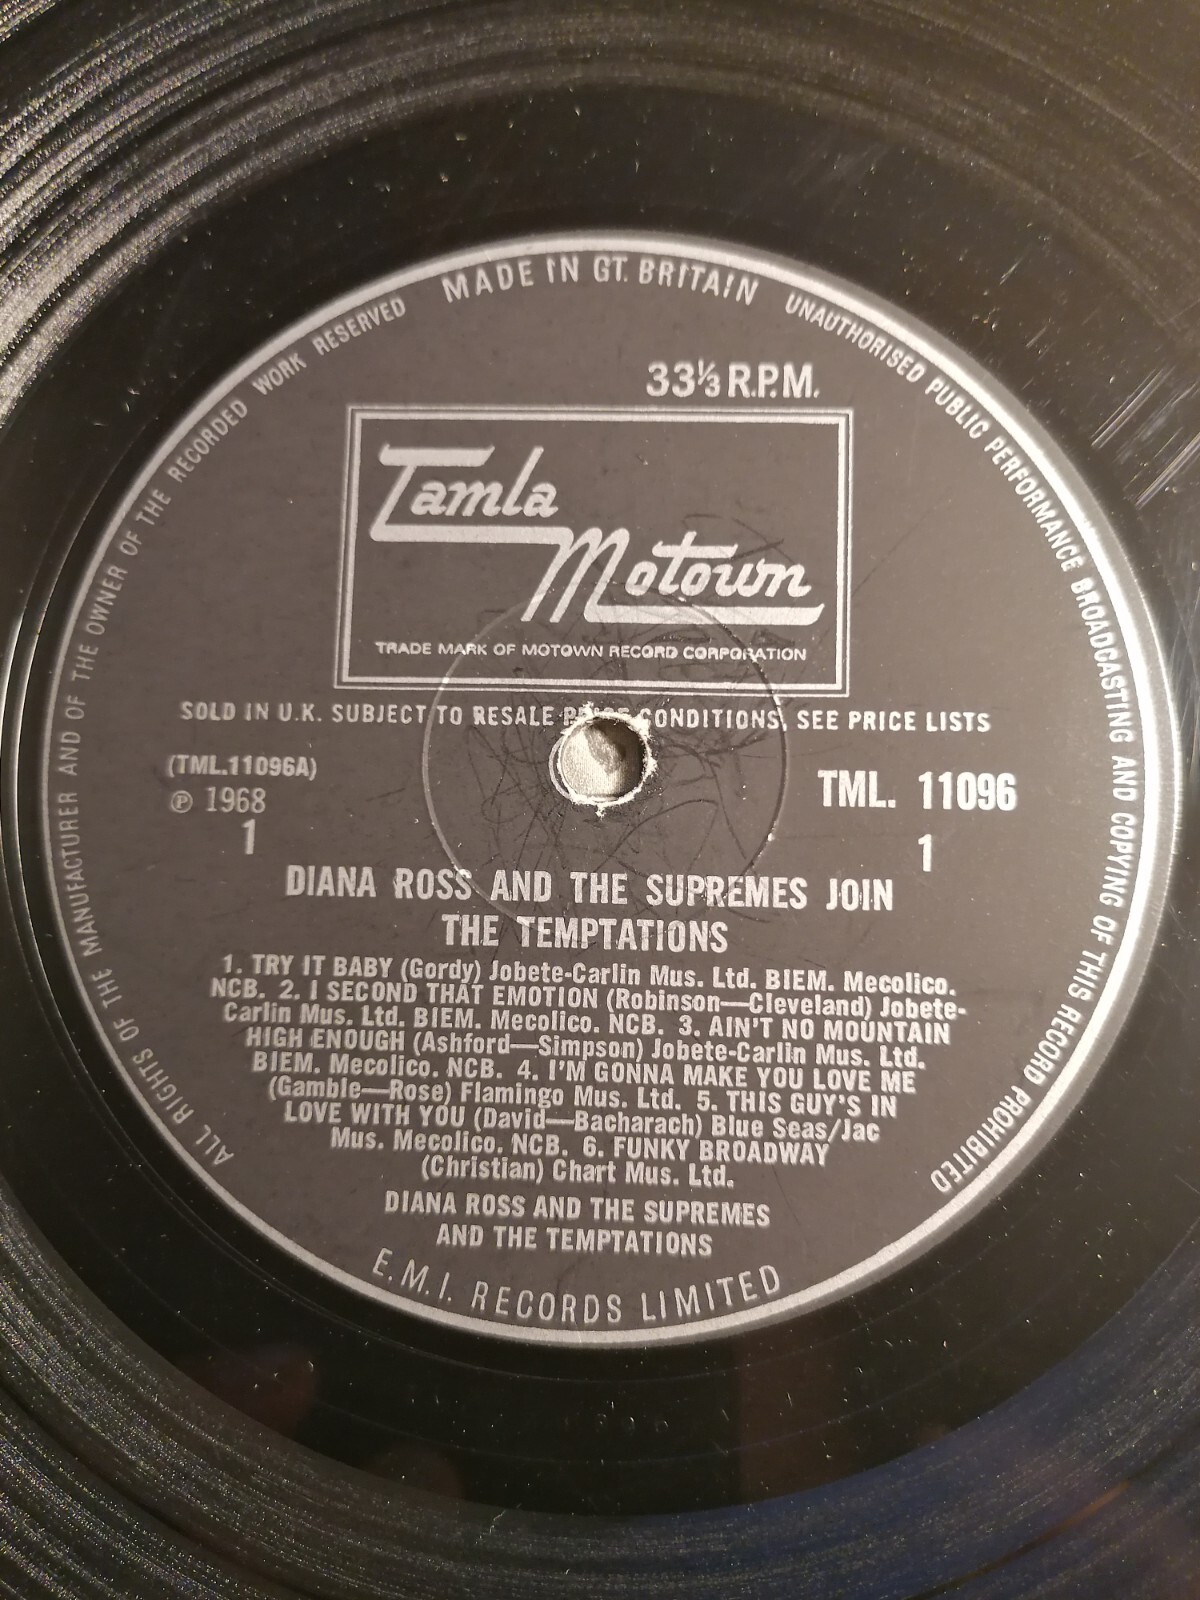 MADE IN GT. BRITAIN
UNAUTHORISED PUBLIC PERFORMANCE BROADCASTING AND COPYING OF THIS RECORD PROHIBITED
ALL RIGHTS OF THE MANUFACTURER AND OF THE OWNER OF THE RECORDED WORK RESERVED
33⅓ R.P.M.
Tamla
Motown
TRADE MARK OF MOTOWN RECORD CORPORATION
SOLD IN U.K. SUBJECT TO RESALE PRICE CONDITIONS, SEE PRICE LISTS
(TML.11096A)
℗ 1968
1
TML. 11096
1
DIANA ROSS AND THE SUPREMES JOIN
THE TEMPTATIONS
1. TRY IT BABY (Gordy) Jobete-Carlin Mus. Ltd. BIEM. Mecolico.
NCB. 2. I SECOND THAT EMOTION (Robinson—Cleveland) Jobete-
Carlin Mus. Ltd. BIEM. Mecolico. NCB. 3. AIN'T NO MOUNTAIN
HIGH ENOUGH (Ashford—Simpson) Jobete-Carlin Mus. Ltd.
BIEM. Mecolico. NCB. 4. I'M GONNA MAKE YOU LOVE ME
(Gamble—Rose) Flamingo Mus. Ltd. 5. THIS GUY'S IN
LOVE WITH YOU (David—Bacharach) Blue Seas/Jac
Mus. Mecolico. NCB. 6. FUNKY BROADWAY
(Christian) Chart Mus. Ltd.
DIANA ROSS AND THE SUPREMES
AND THE TEMPTATIONS
E.M.I. RECORDS LIMITED